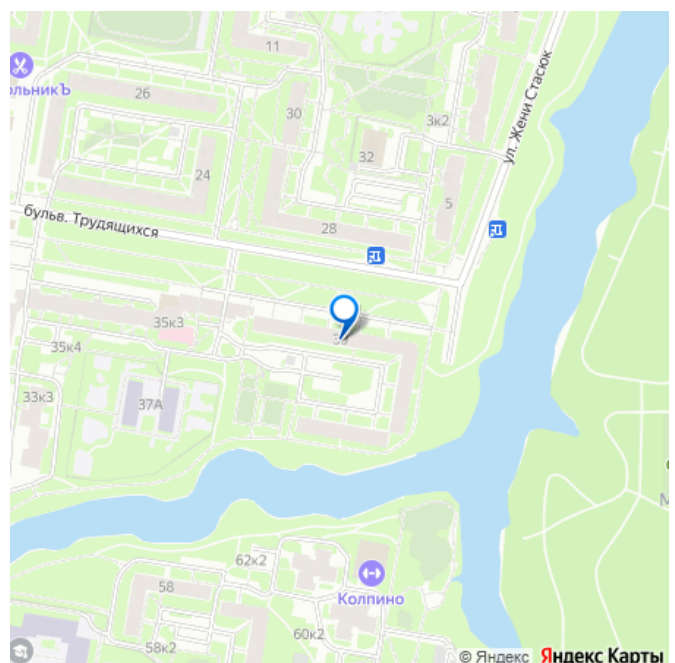 11
ольникЪ
26
30
3к2
ул. Жени Стасюк
32
24
5
бульв. Трудящихся
28
35к3
35к4
33к3
37А
62к2
58
Колпино
60к2
58к2
© Яндекс Яндекс Карты